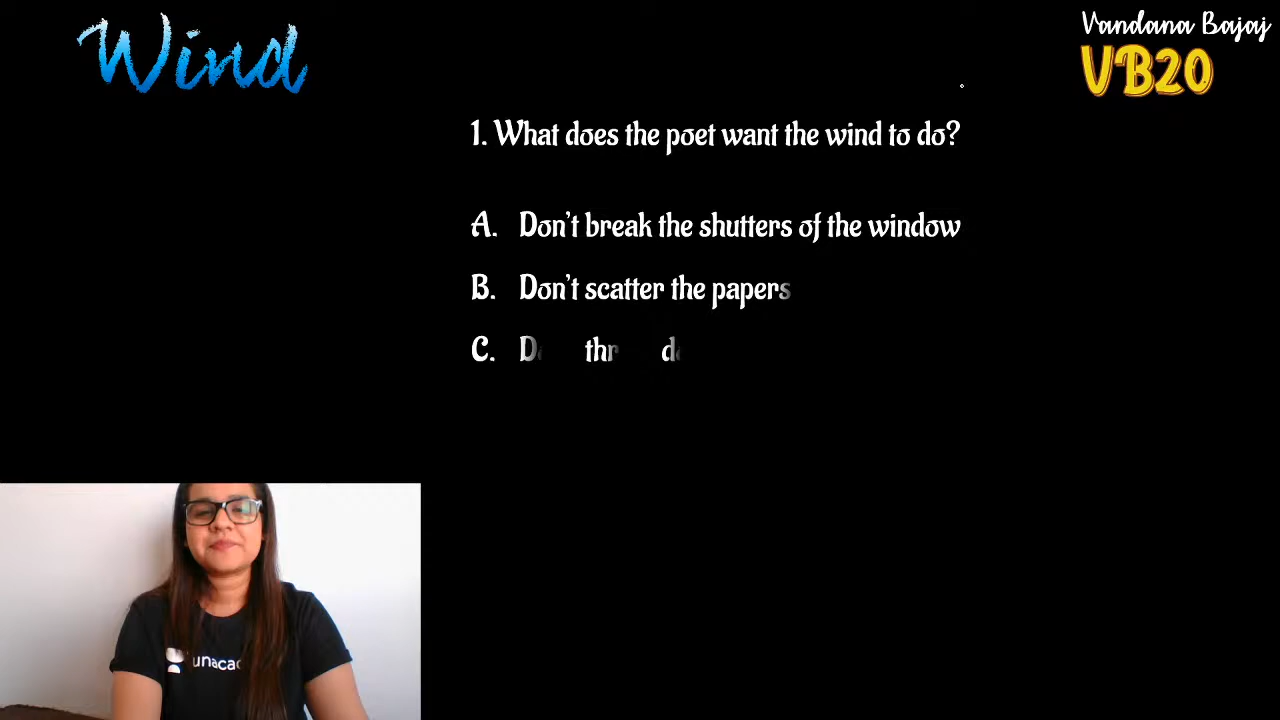 Wind
Vandana Bajaj
VB20
1. What does the poet want the wind to do?
A. Don't break the shutters of the window
B. Don't scatter the papers
C.
unacad